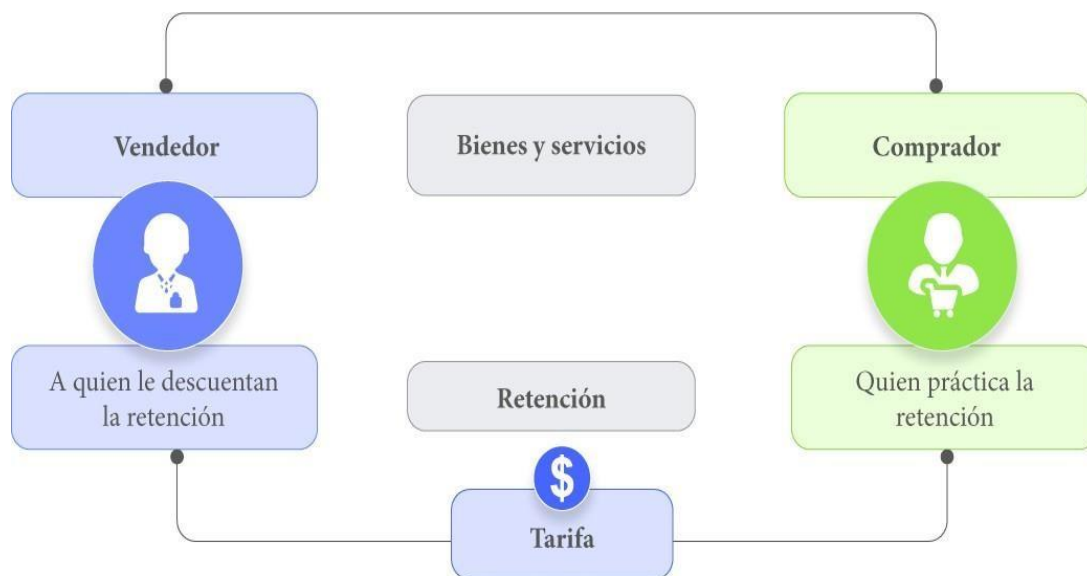 Vendedor
Bienes y servicios
Comprador
A quien le descuentan
la retención
Retención
Quien práctica la
retención
$
Tarifa